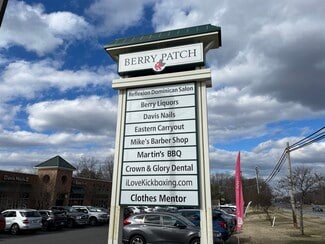 BERRY PATCH
Reflexion Dominican Salon
Berry Liquors
Davis Nails
Eastern Carryout
Mike's Barber Shop
Martin's BBQ
Crown & Glory Dental
iLoveKickboxing.com
Clothes Mentor